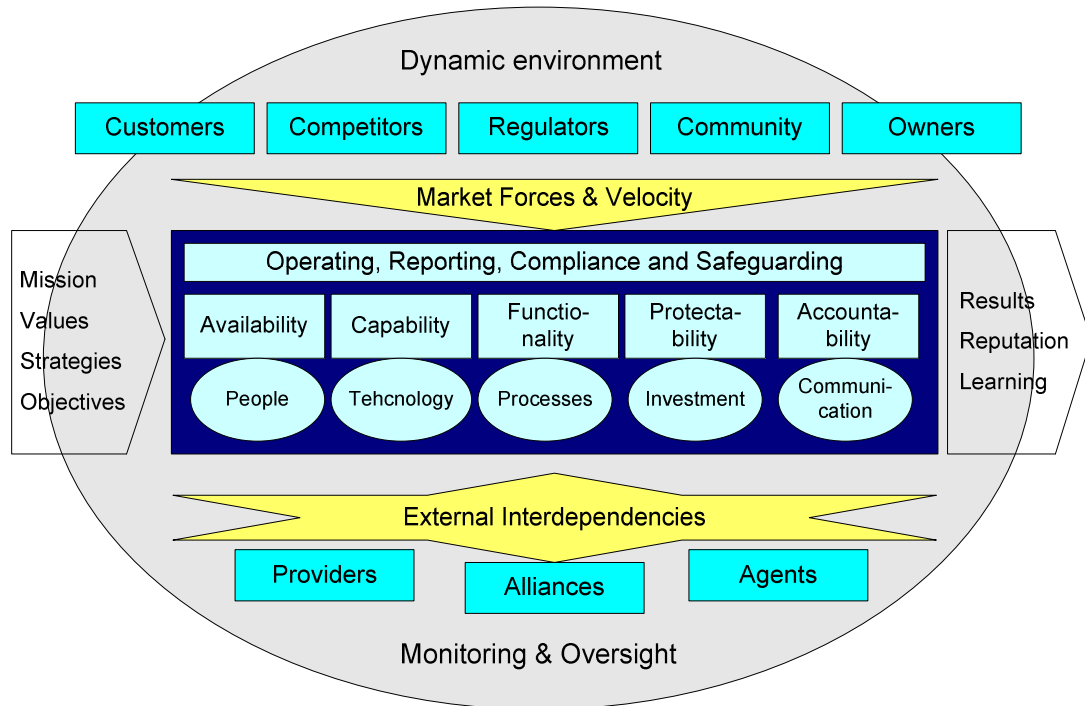 Dynamic environment
Customers
Competitors
Regulators
Community
Owners
Market Forces & Velocity
Mission
Values
Strategies
Objectives
Operating, Reporting, Compliance and Safeguarding
Availability
Capability
Functio-
nality
Protecta-
bility
Accounta-
bility
People
Tehcnology
Processes
Investment
Communi-
cation
Results
Reputation
Learning
External Interdependencies
Providers
Alliances
Agents
Monitoring & Oversight